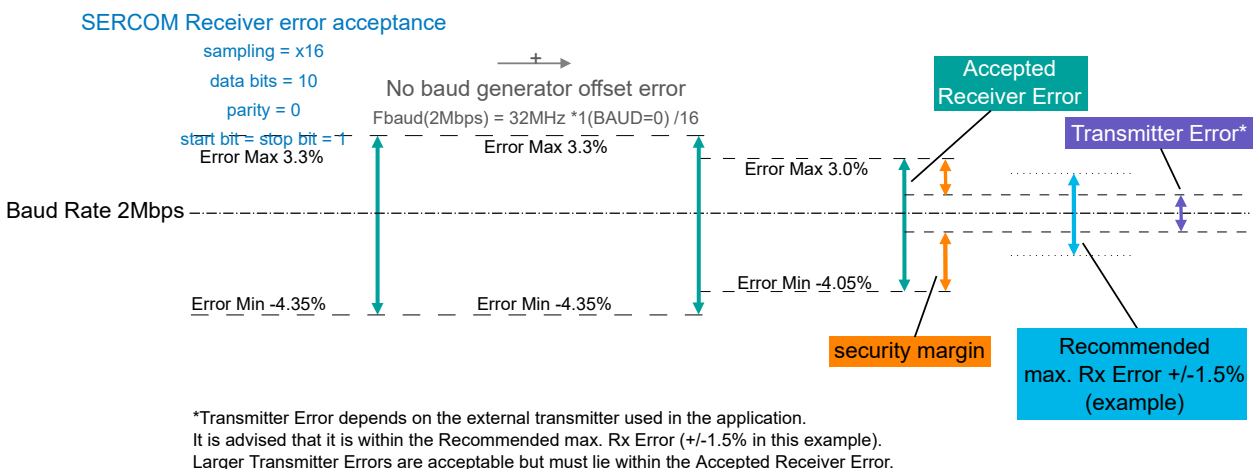 SERCOM Receiver error acceptance
sampling = x16
data bits = 10
parity = 0
start bit = stop bit = 1
+
No baud generator offset error
Fbaud(2Mbps) = 32MHz *1(BAUD=0) /16
Accepted
Receiver Error
Transmitter Error*
Error Max 3.3%
Error Max 3.3%
Error Max 3.0%
Baud Rate 2Mbps
Error Min -4.35%
Error Min -4.35%
Error Min -4.05%
security margin
Recommended
max. Rx Error +/-1.5%
(example)
*Transmitter Error depends on the external transmitter used in the application.
It is advised that it is within the Recommended max. Rx Error (+/-1.5% in this example).
Larger Transmitter Errors are acceptable but must lie within the Accepted Receiver Error.